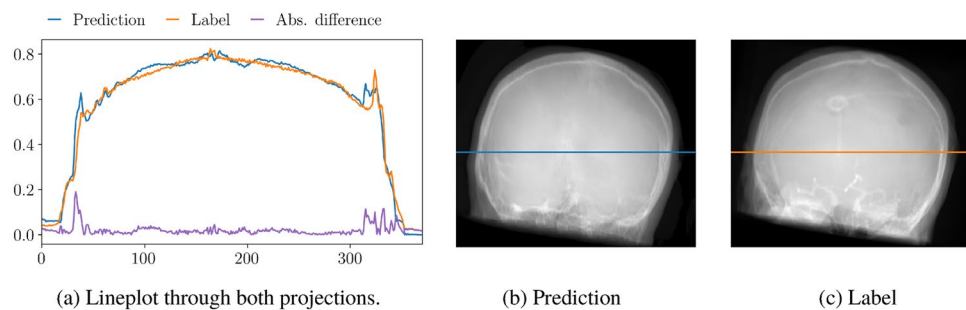 Prediction Label Abs. difference
0.8
0.6
0.4
0.2
0.0
0 100 200 300
(a) Lineplot through both projections. (b) Prediction (c) Label